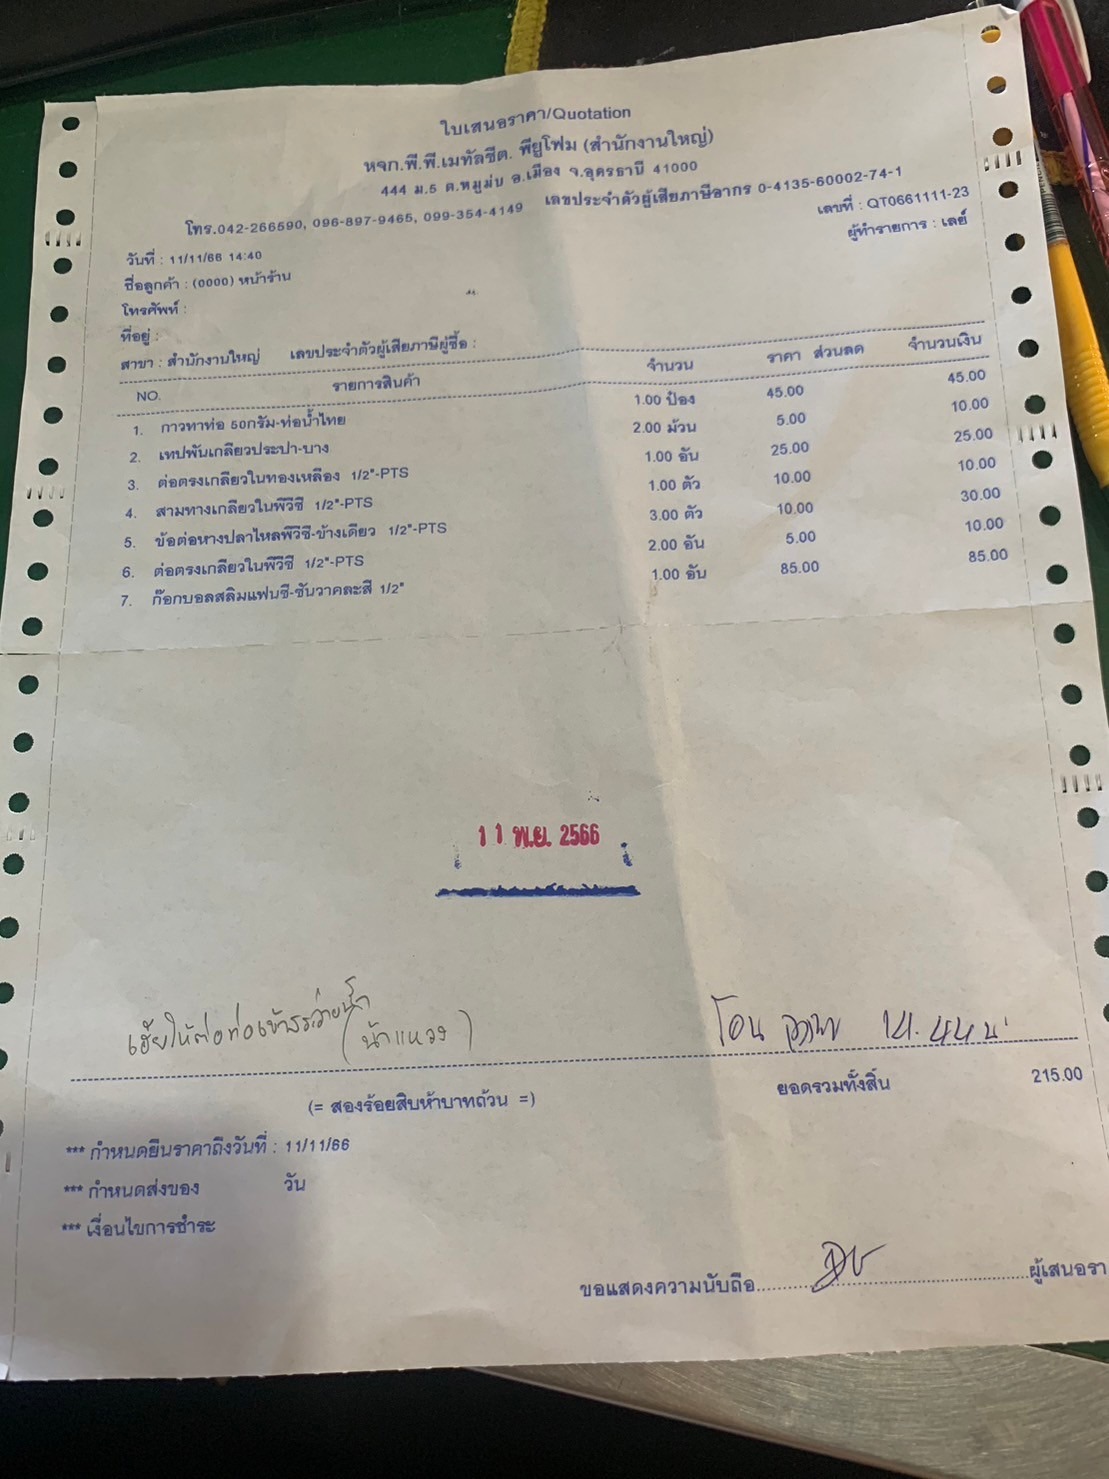 ใบเสนอราคา/Quotation
หจก.พี.พี.เมทัลชีต. พียูโฟม (สำนักงานใหญ่)
444 ม.5 ต.หมูม่น อ.เมือง จ.อุดรธานี 41000
โทร.042-266590, 096-897-9465, 099-354-4149 เลขประจำตัวผู้เสียภาษีอากร 0-4135-60002-74-1
เลขที่ : QT0661111-23
วันที่ : 11/11/66 14:40 ผู้ทำรายการ : เลย์
ชื่อลูกค้า : (0000) หน้าร้าน
โทรศัพท์ :
ที่อยู่ :
สาขา : สำนักงานใหญ่ เลขประจำตัวผู้เสียภาษีผู้ซื้อ :
NO. รายการสินค้า จำนวน ราคา ส่วนลด จำนวนเงิน
1. กาวทาท่อ 50กรัม-ท่อน้ำไทย 1.00 ป๋อง 45.00 45.00
2. เทปพันเกลียวประปา-บาง 2.00 ม้วน 5.00 10.00
3. ต่อตรงเกลียวในทองเหลือง 1/2"-PTS 1.00 อัน 25.00 25.00
4. สามทางเกลียวในพีวีซี 1/2"-PTS 1.00 ตัว 10.00 10.00
5. ข้อต่อหางปลาไหลพีวีซี-ข้างเดียว 1/2"-PTS 3.00 ตัว 10.00 30.00
6. ต่อตรงเกลียวในพีวีซี 1/2"-PTS 2.00 อัน 5.00 10.00
7. ก๊อกบอลสลิมแฟนซี-ซันวาคละสี 1/2" 1.00 อัน 85.00 85.00
11 พ.ย. 2566
(น้าแหวง)
โอน
ยอดรวมทั้งสิ้น 215.00
(= สองร้อยสิบห้าบาทถ้วน =)
*** กำหนดยืนราคาถึงวันที่ : 11/11/66
*** กำหนดส่งของ วัน
*** เงื่อนไขการชำระ
ขอแสดงความนับถือ..............................ผู้เสนอรา